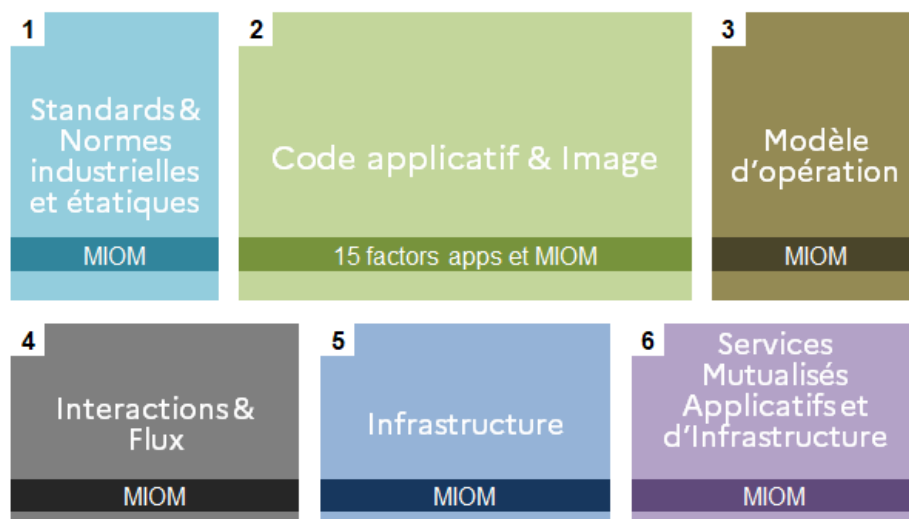 1
Standards &
Normes
industrielles
et étatiques
MIOM
2
Code applicatif & Image
15 factors apps et MIOM
3
Modèle
d'opération
MIOM
4
Interactions &
Flux
MIOM
5
Infrastructure
MIOM
6
Services
Mutualisés
Applicatifs et
d'Infrastructure
MIOM